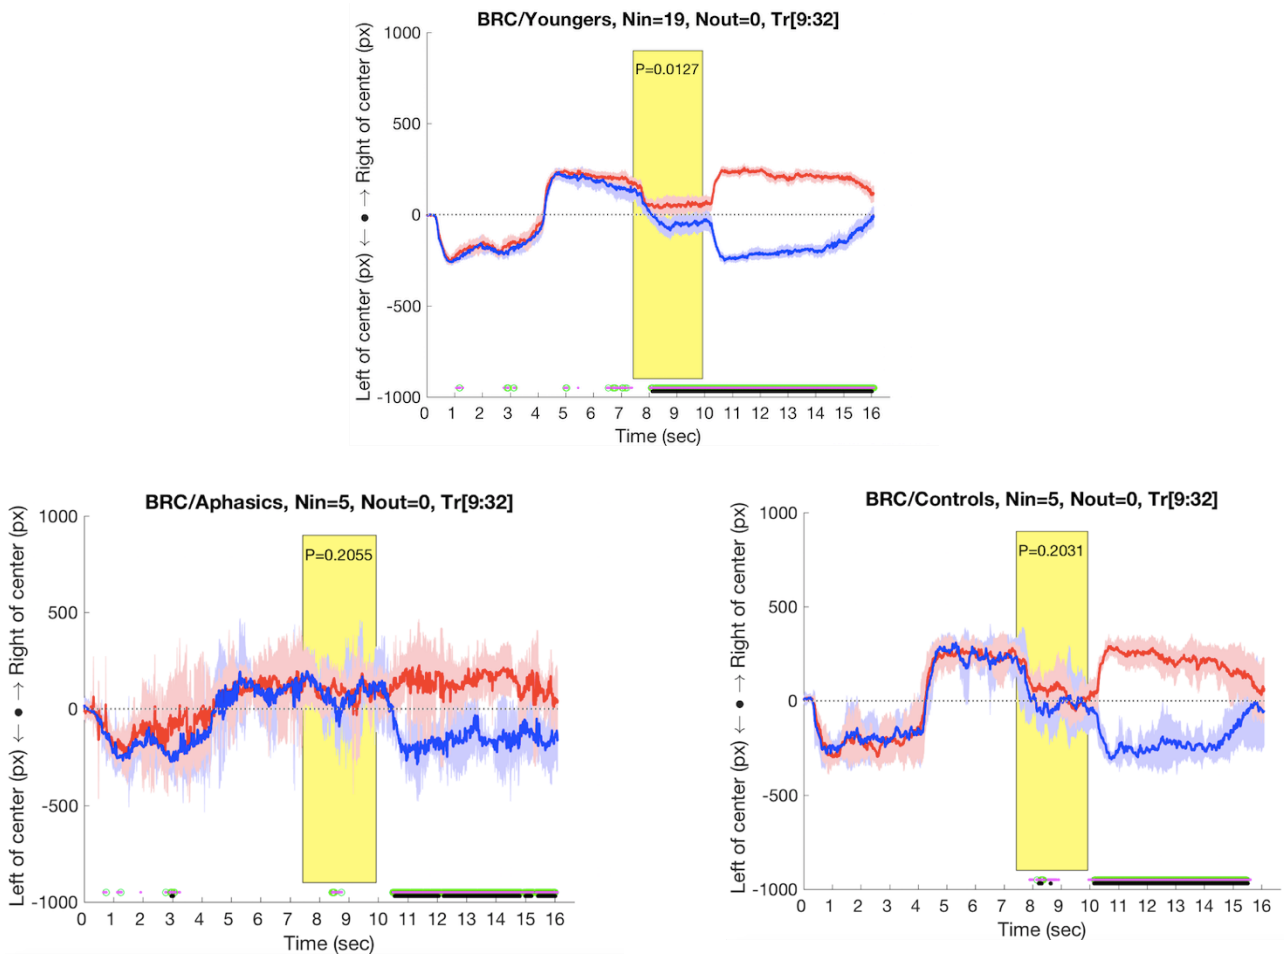 BRC/Youngers, Nin=19, Nout=0, Tr[9:32]
Left of center (px) ← ● → Right of center (px)
1000
500
0
-500
-1000
P=0.0127
0 1 2 3 4 5 6 7 8 9 10 11 12 13 14 15 16
Time (sec)
BRC/Aphasics, Nin=5, Nout=0, Tr[9:32]
Left of center (px) ← ● → Right of center (px)
1000
500
0
-500
-1000
P=0.2055
0 1 2 3 4 5 6 7 8 9 10 11 12 13 14 15 16
Time (sec)
BRC/Controls, Nin=5, Nout=0, Tr[9:32]
Left of center (px) ← ● → Right of center (px)
1000
500
0
-500
-1000
P=0.2031
0 1 2 3 4 5 6 7 8 9 10 11 12 13 14 15 16
Time (sec)